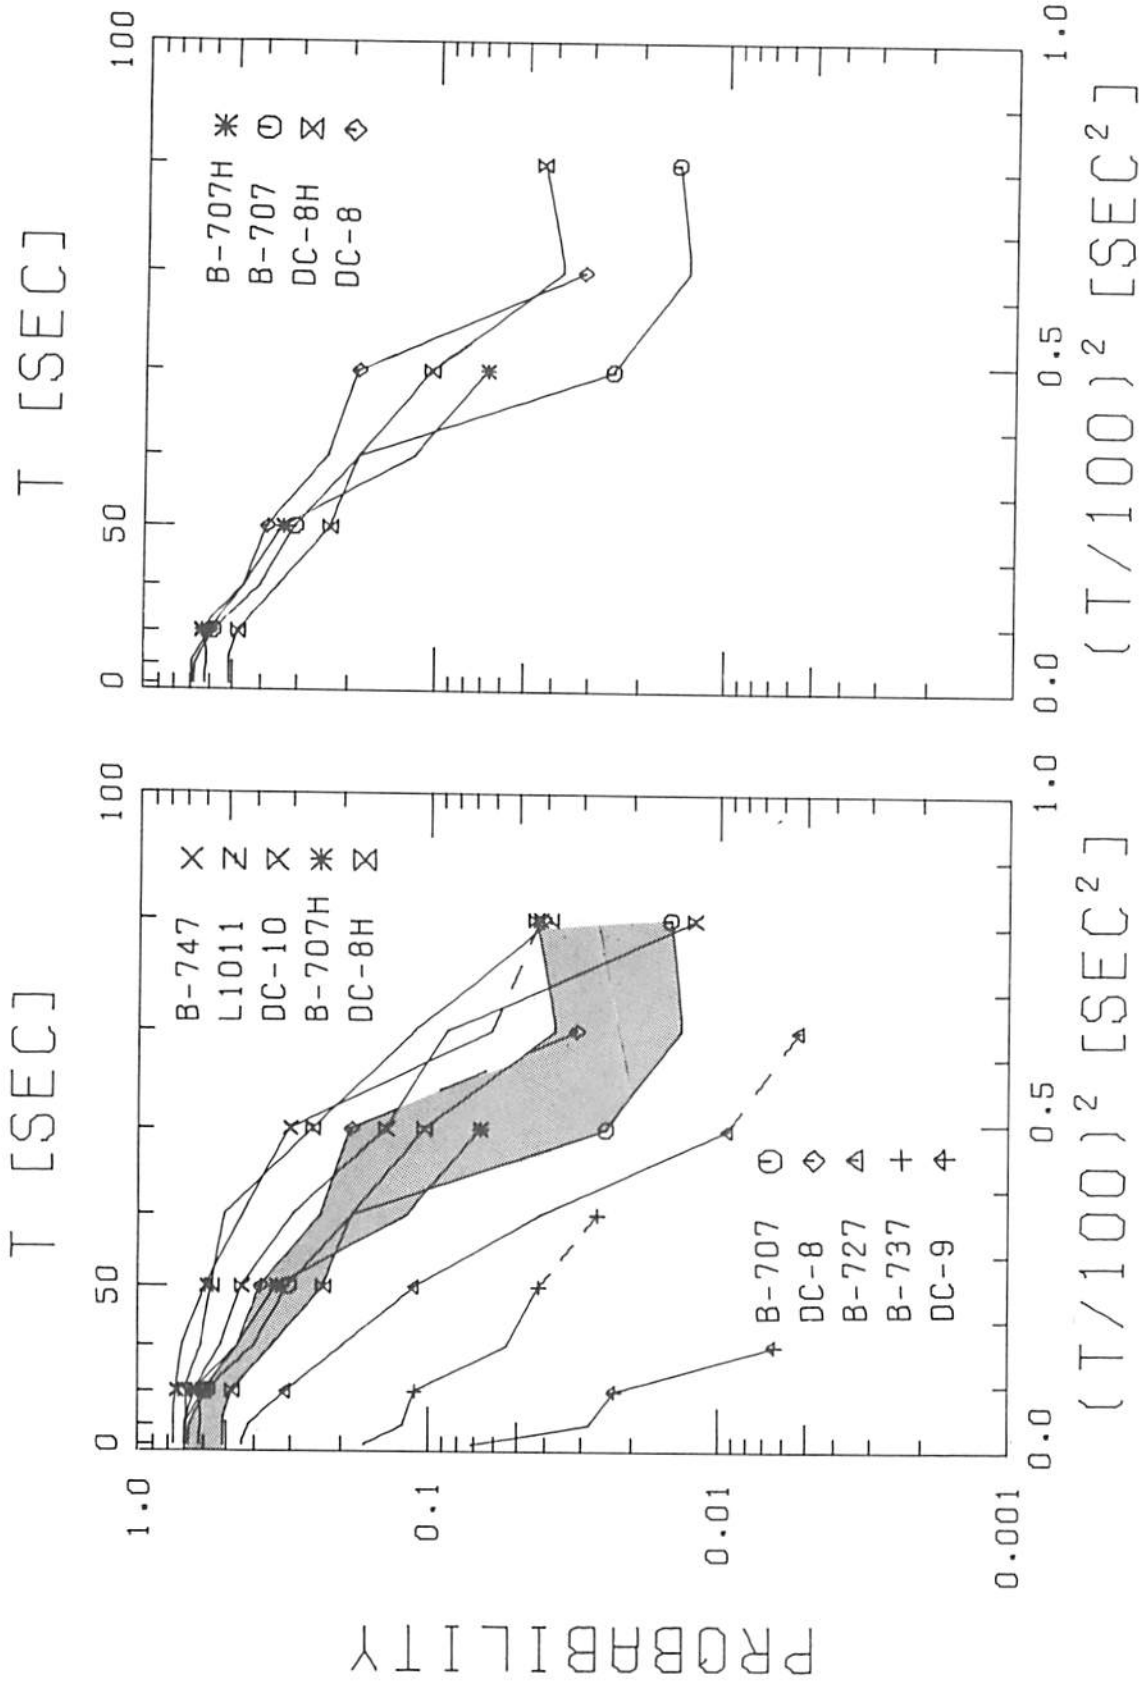 T [SEC]
0
50
100
B-747
L1011
DC-10
B-707H
DC-8H
B-707
DC-8
B-727
B-737
DC-9
PROBABILITY
1.0
0.1
0.01
0.001
0.0
0.5
1.0
(T/100)² [SEC²]
T [SEC]
0
50
100
B-707H
B-707
DC-8H
DC-8
0.0
0.5
1.0
(T/100)² [SEC²]